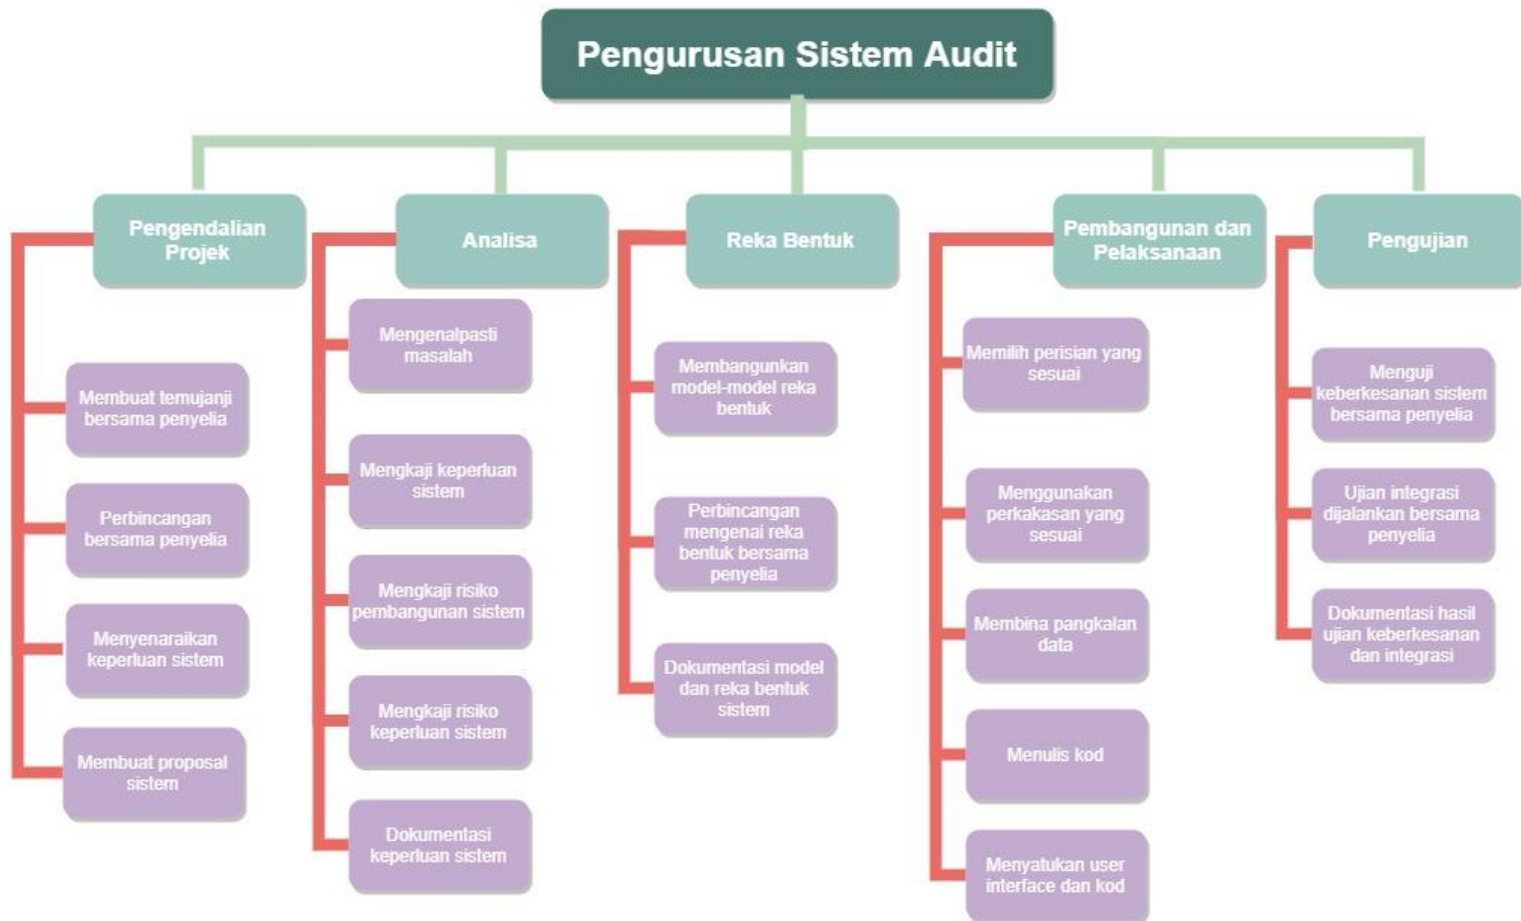 Pengurusan Sistem Audit
Pengendalian
Projek
Membuat temujanji
bersama penyelia
Perbincangan
bersama penyelia
Menyenaraikan
keperluan sistem
Membuat proposal
sistem
Analisa
Mengenalpasti
masalah
Mengkaji keperluan
sistem
Mengkaji risiko
pembangunan sistem
Mengkaji risiko
keperluan sistem
Dokumentasi
keperluan sistem
Reka Bentuk
Membangunkan
model-model reka
bentuk
Perbincangan
mengenai reka
bentuk bersama
penyelia
Dokumentasi model
dan reka bentuk
sistem
Pembangunan dan
Pelaksanaan
Memilih perisian yang
sesuai
Menggunakan
perkakasan yang
sesuai
Membina pangkalan
data
Menulis kod
Menyatukan user
interface dan kod
Pengujian
Menguji
keberkesanan sistem
bersama penyelia
Ujian integrasi
dijalankan bersama
penyelia
Dokumentasi hasil
ujian keberkesanan
dan integrasi